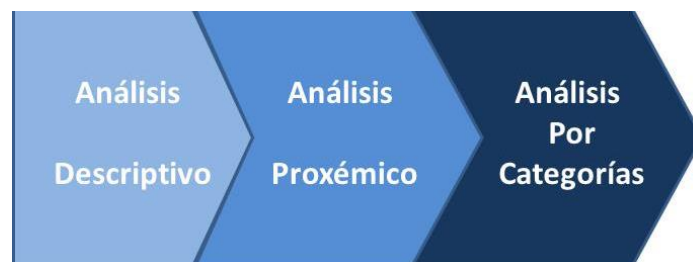 Análisis
Descriptivo
Análisis
Proxémico
Análisis
Por
Categorías